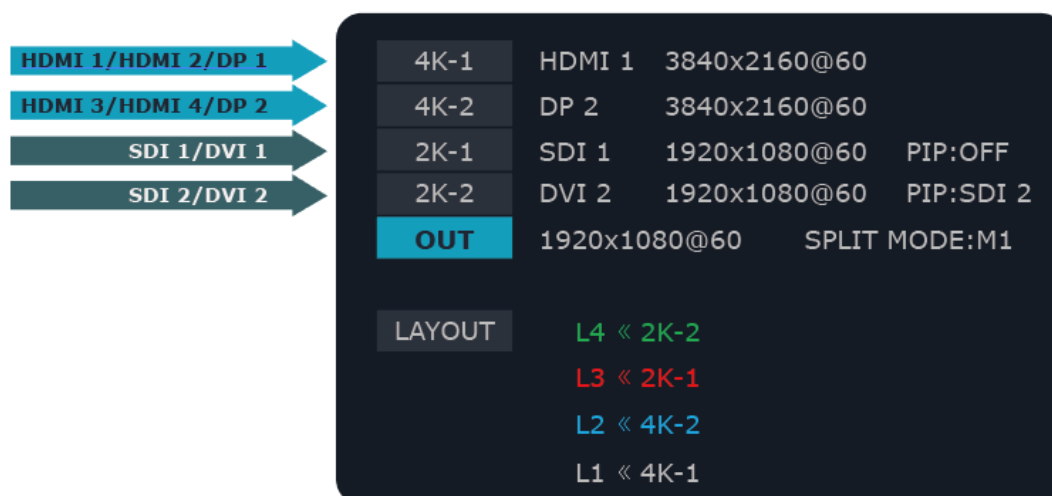 HDMI 1/HDMI 2/DP 1 4K-1 HDMI 1 3840x2160@60
HDMI 3/HDMI 4/DP 2 4K-2 DP 2 3840x2160@60
SDI 1/DVI 1 2K-1 SDI 1 1920x1080@60 PIP:OFF
SDI 2/DVI 2 2K-2 DVI 2 1920x1080@60 PIP:SDI 2
OUT 1920x1080@60 SPLIT MODE:M1
LAYOUT L4 « 2K-2
L3 « 2K-1
L2 « 4K-2
L1 « 4K-1